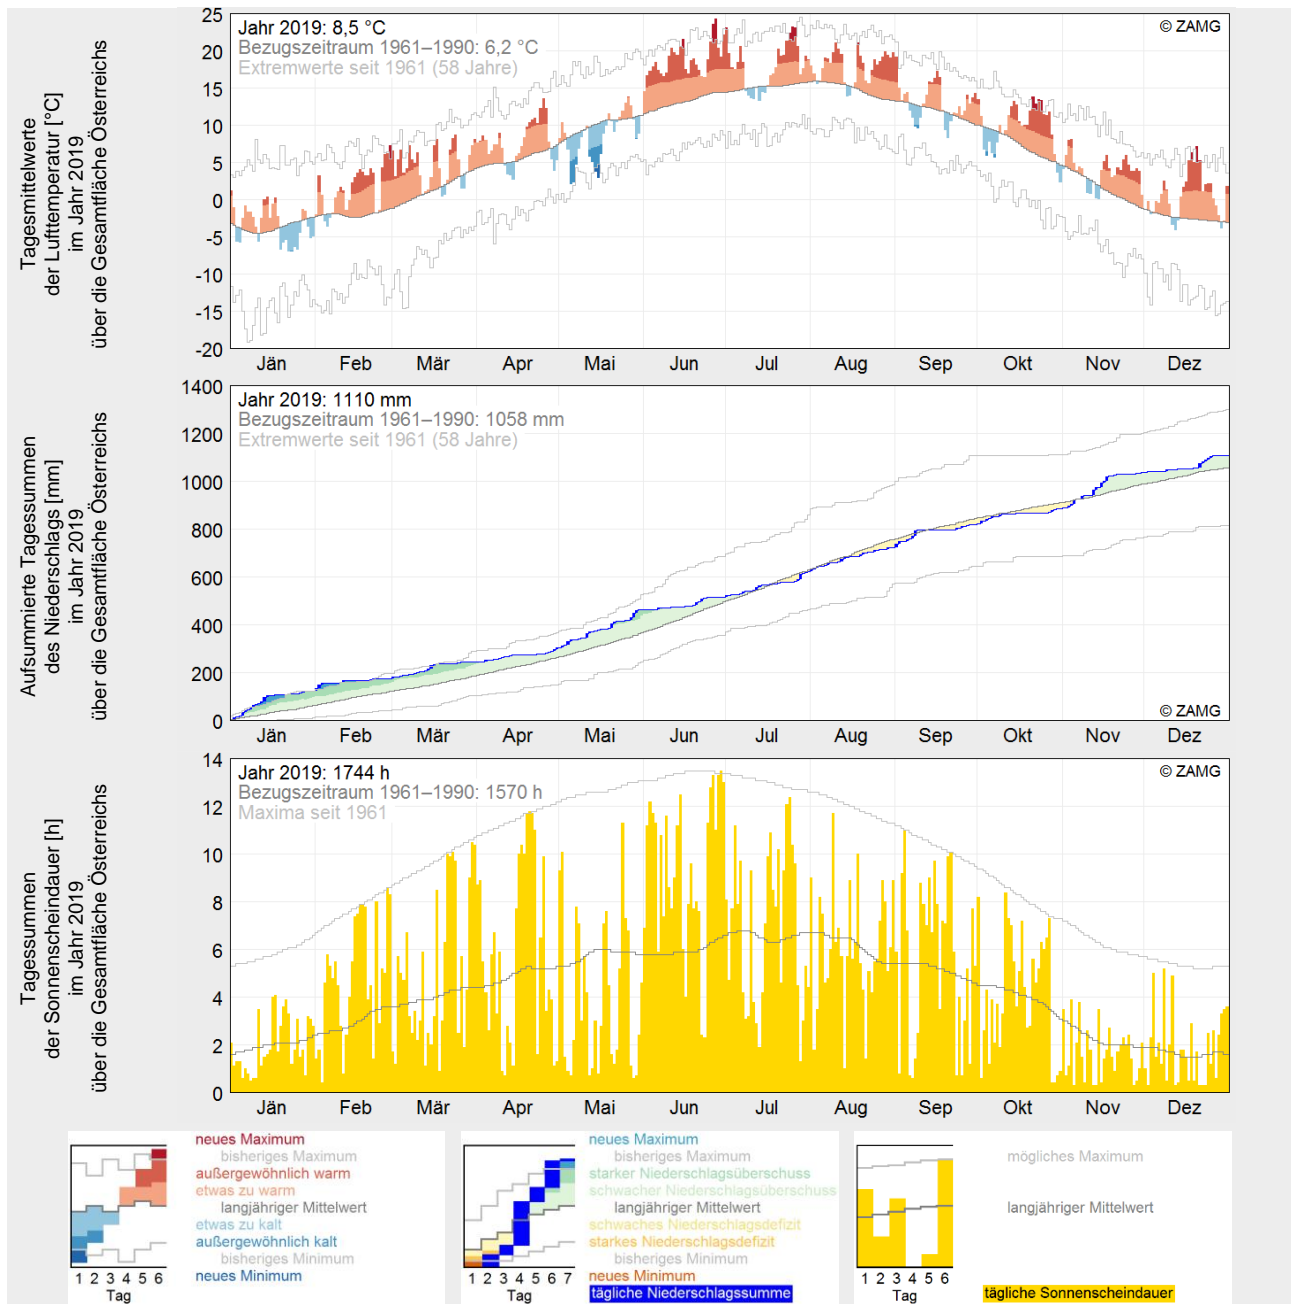 Tagesmittelwerte
der Lufttemperatur [°C]
im Jahr 2019
über die Gesamtfläche Österreichs
25
20
15
10
5
0
-5
-10
-15
-20
Jahr 2019: 8,5 °C
Bezugszeitraum 1961–1990: 6,2 °C
Extremwerte seit 1961 (58 Jahre)
© ZAMG
Jän Feb Mär Apr Mai Jun Jul Aug Sep Okt Nov Dez
Aufsummierte Tagessummen
des Niederschlags [mm]
im Jahr 2019
über die Gesamtfläche Österreichs
1400
1200
1000
800
600
400
200
0
Jahr 2019: 1110 mm
Bezugszeitraum 1961–1990: 1058 mm
Extremwerte seit 1961 (58 Jahre)
© ZAMG
Jän Feb Mär Apr Mai Jun Jul Aug Sep Okt Nov Dez
Tagessummen
der Sonnenscheindauer [h]
im Jahr 2019
über die Gesamtfläche Österreichs
14
12
10
8
6
4
2
0
Jahr 2019: 1744 h
Bezugszeitraum 1961–1990: 1570 h
Maxima seit 1961
© ZAMG
Jän Feb Mär Apr Mai Jun Jul Aug Sep Okt Nov Dez
neues Maximum
bisheriges Maximum
außergewöhnlich warm
etwas zu warm
langjähriger Mittelwert
etwas zu kalt
außergewöhnlich kalt
bisheriges Minimum
neues Minimum
1 2 3 4 5 6
Tag
neues Maximum
bisheriges Maximum
starker Niederschlagsüberschuss
schwacher Niederschlagsüberschuss
langjähriger Mittelwert
schwaches Niederschlagsdefizit
starkes Niederschlagsdefizit
bisheriges Minimum
neues Minimum
tägliche Niederschlagssumme
1 2 3 4 5 6 7
Tag
mögliches Maximum
langjähriger Mittelwert
tägliche Sonnenscheindauer
1 2 3 4 5 6
Tag